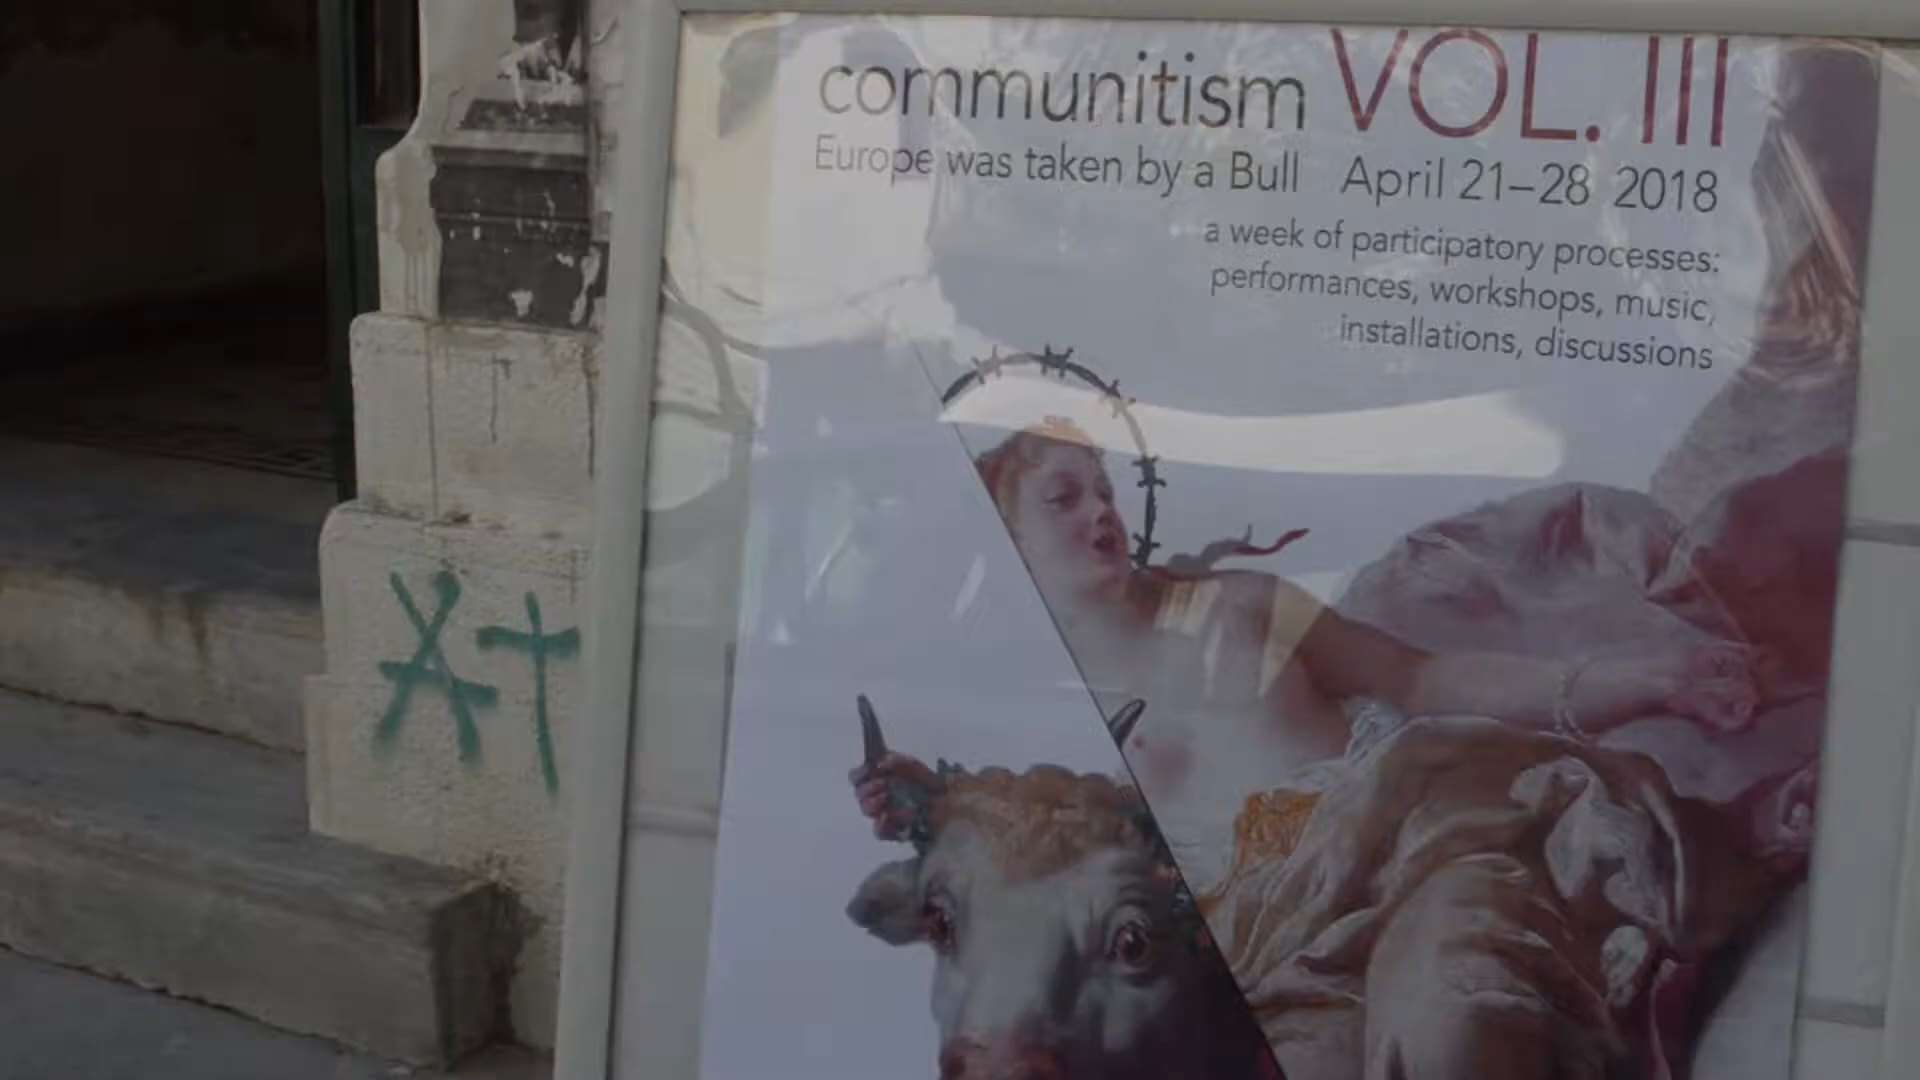 communitism VOL. III
Europe was taken by a Bull April 21–28 2018
a week of participatory processes:
performances, workshops, music,
installations, discussions